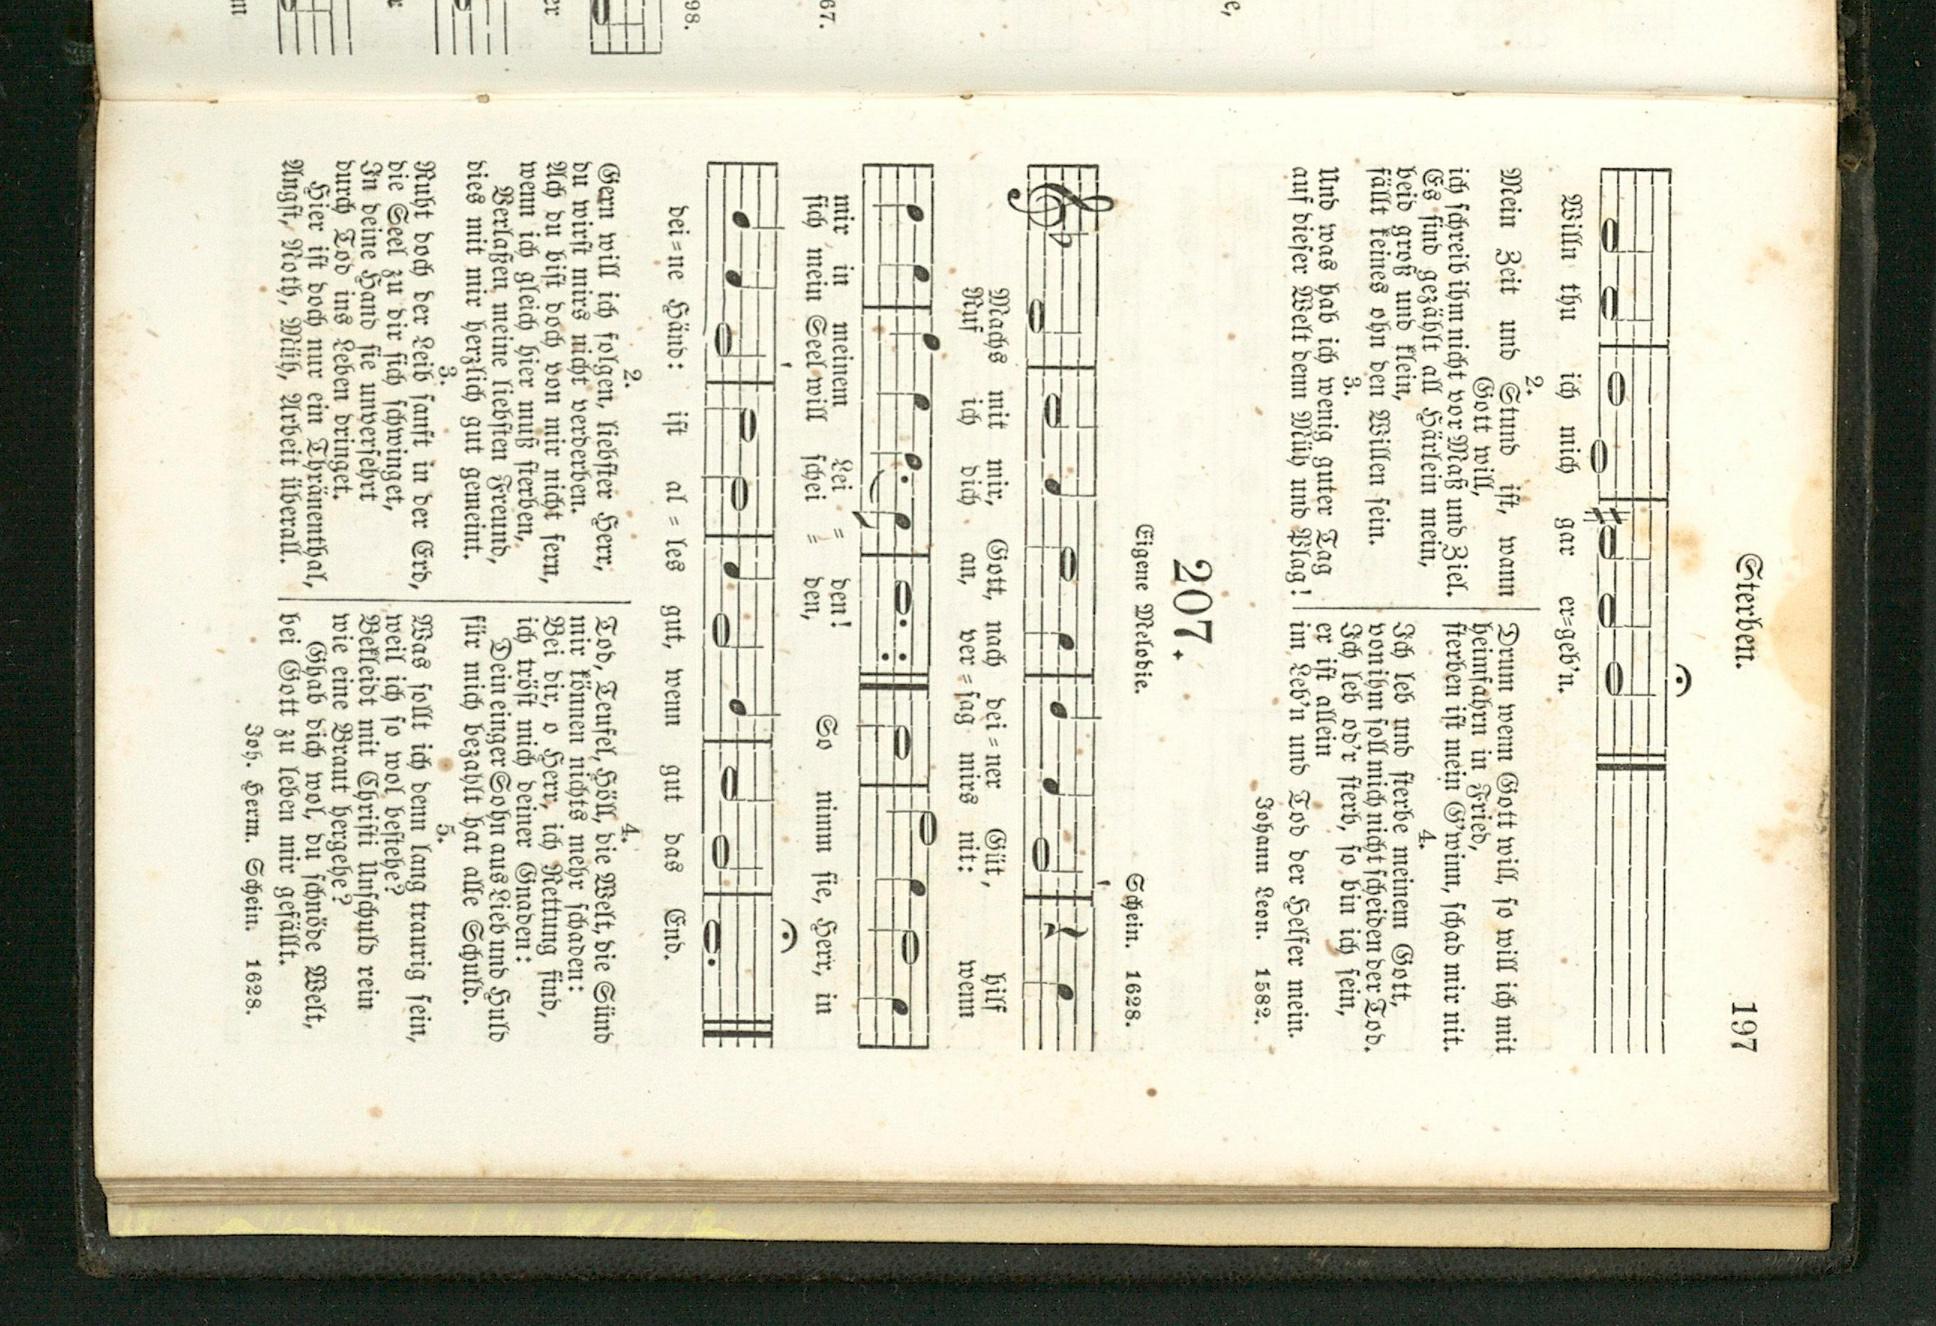 Sterben.
197
Willn thu ich mich gar er=geb'n.
2.
Mein Zeit und Stund ist, wann
Gott will,
ich schreib ihm nicht vor Maß und Ziel.
Es sind gezählt all Härlein mein,
beid groß und klein,
fällt keines ohn den Willen sein.
3.
Und was hab ich wenig guter Tag
auf dieser Welt denn Müh und Plag!
Drum wenn Gott will, so will ich mit
heimfahrn in Fried,
sterben ist mein G'winn, schad mir nit.
4.
Ich leb und sterbe meinem Gott,
von ihm soll mich nicht scheiden der Tod.
Ich leb od'r sterb, so bin ich sein,
er ist allein
im Leb'n und Tod der Helfer mein.
Johann Leon. 1582.
207.
Eigene Melodie.
Schein. 1628.
Machs mit mir, Gott, nach dei=ner Güt, hilf
Ruf ich dich an, ver=sag mirs nit: wenn
mir in meinem Lei = den!
sich mein Seel will schei = den, So nimm sie, Herr, in
dei=ne Händ: ist al=les gut, wenn gut das End.
2.
Gern will ich folgen, liebster Herr,
du wirst mirs nicht verderben.
Ach du bist doch von mir nicht fern,
wenn ich gleich hier muß sterben,
Verlaßen meine liebsten Freund,
dies mit mir herzlich gut gemeint.
3.
Ruht doch der Leib sanft in der Erd,
die Seel zu dir sich schwinget,
In deine Hand sie unversehrt
durch Tod ins Leben dringet.
Hier ist doch nur ein Thränenthal,
Angst, Noth, Müh, Arbeit überall.
4.
Tod, Teufel, Höll, die Welt, die Sünd
mir können nichts mehr schaden:
Bei dir, o Herr, ich Rettung find,
ich tröst mich deiner Gnaden:
Dein einger Sohn aus Lieb und Huld
für mich bezahlt hat alle Schuld.
5.
Was sollt ich denn lang traurig sein,
weil ich so wol bestehe?
Bekleidt mit Christi Unschuld rein
wie eine Braut hergehe?
Ghab dich wol, du schnöde Welt,
bei Gott zu leben mir gefällt.
Joh. Herm. Schein. 1628.